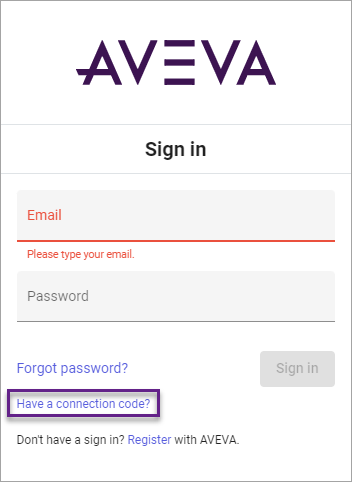 AVEVA
Sign in
Email
Please type your email.
Password
Forgot password?
Sign in
Have a connection code?
Don't have a sign in? Register with AVEVA.